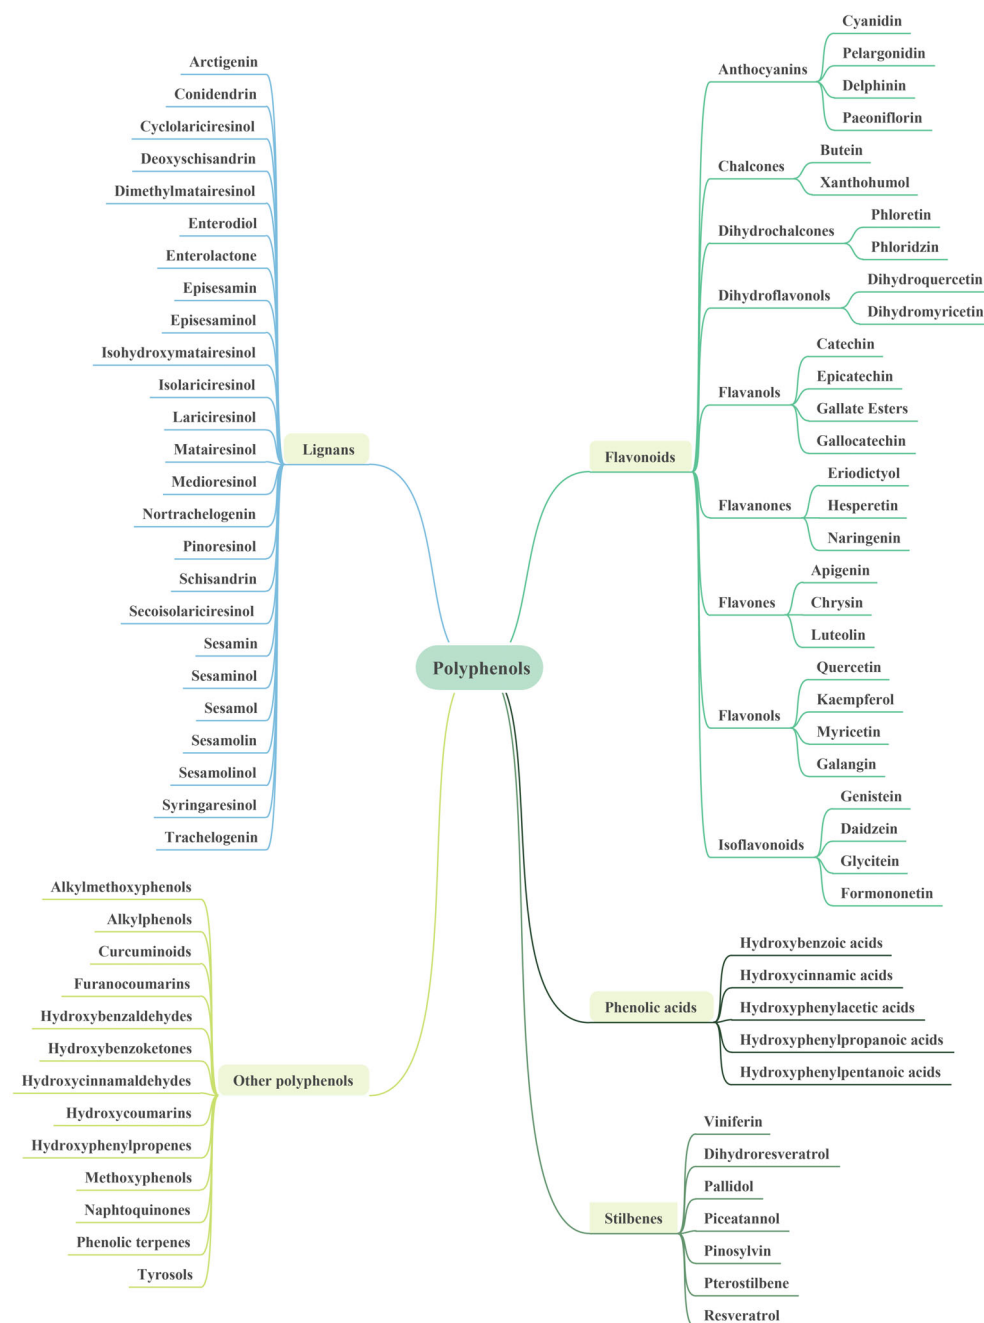 Polyphenols
Lignans
Arctigenin
Conidendrin
Cyclolariciresinol
Deoxyschisandrin
Dimethylmatairesinol
Enterodiol
Enterolactone
Episesamin
Episesaminol
Isohydroxymatairesinol
Isolariciresinol
Lariciresinol
Matairesinol
Medioresinol
Nortrachelogenin
Pinoresinol
Schisandrin
Secoisolariciresinol
Sesamin
Sesaminol
Sesamol
Sesamolin
Sesamolinol
Syringaresinol
Trachelogenin
Other polyphenols
Alkylmethoxyphenols
Alkylphenols
Curcuminoids
Furanocoumarins
Hydroxybenzaldehydes
Hydroxybenzoketones
Hydroxycinnamaldehydes
Hydroxycoumarins
Hydroxyphenylpropenes
Methoxyphenols
Naphtoquinones
Phenolic terpenes
Tyrosols
Flavonoids
Anthocyanins
Cyanidin
Pelargonidin
Delphinin
Paeoniflorin
Chalcones
Butein
Xanthohumol
Dihydrochalcones
Phloretin
Phloridzin
Dihydroflavonols
Dihydroquercetin
Dihydromyricetin
Flavanols
Catechin
Epicatechin
Gallate Esters
Gallocatechin
Flavanones
Eriodictyol
Hesperetin
Naringenin
Flavones
Apigenin
Chrysin
Luteolin
Flavonols
Quercetin
Kaempferol
Myricetin
Galangin
Isoflavonoids
Genistein
Daidzein
Glycitein
Formononetin
Phenolic acids
Hydroxybenzoic acids
Hydroxycinnamic acids
Hydroxyphenylacetic acids
Hydroxyphenylpropanoic acids
Hydroxyphenylpentanoic acids
Stilbenes
Viniferin
Dihydroresveratrol
Pallidol
Piceatannol
Pinosylvin
Pterostilbene
Resveratrol